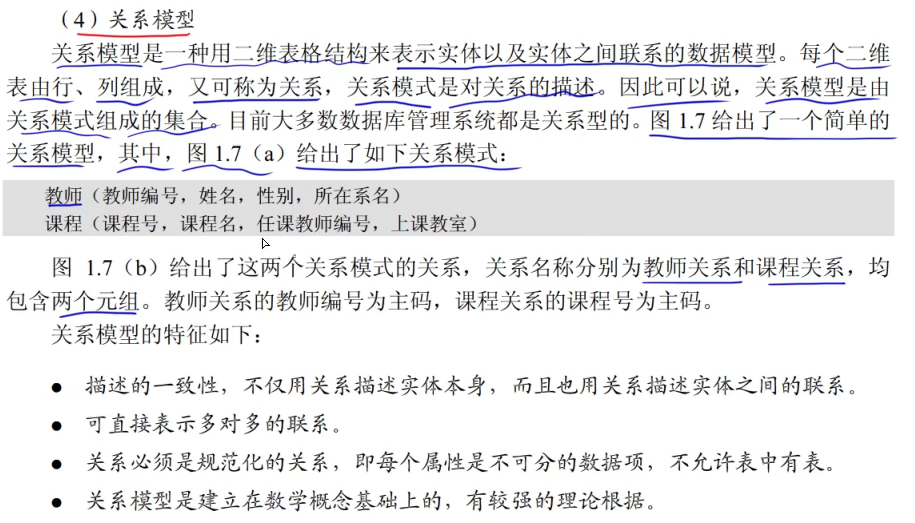 （4）关系模型
关系模型是一种用二维表格结构来表示实体以及实体之间联系的数据模型。每个二维
表由行、列组成，又可称为关系，关系模式是对关系的描述。因此可以说，关系模型是由
关系模式组成的集合。目前大多数数据库管理系统都是关系型的。图 1.7 给出了一个简单的
关系模型，其中，图 1.7（a）给出了如下关系模式：
教师（教师编号，姓名，性别，所在系名）
课程（课程号，课程名，任课教师编号，上课教室）
图 1.7（b）给出了这两个关系模式的关系，关系名称分别为教师关系和课程关系，均
包含两个元组。教师关系的教师编号为主码，课程关系的课程号为主码。
关系模型的特征如下：
● 描述的一致性，不仅用关系描述实体本身，而且也用关系描述实体之间的联系。
● 可直接表示多对多的联系。
● 关系必须是规范化的关系，即每个属性是不可分的数据项，不允许表中有表。
● 关系模型是建立在数学概念基础上的，有较强的理论根据。